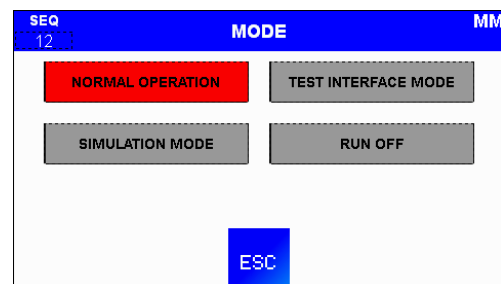 SEQ
12
MODE
MM
NORMAL OPERATION
TEST INTERFACE MODE
SIMULATION MODE
RUN OFF
ESC